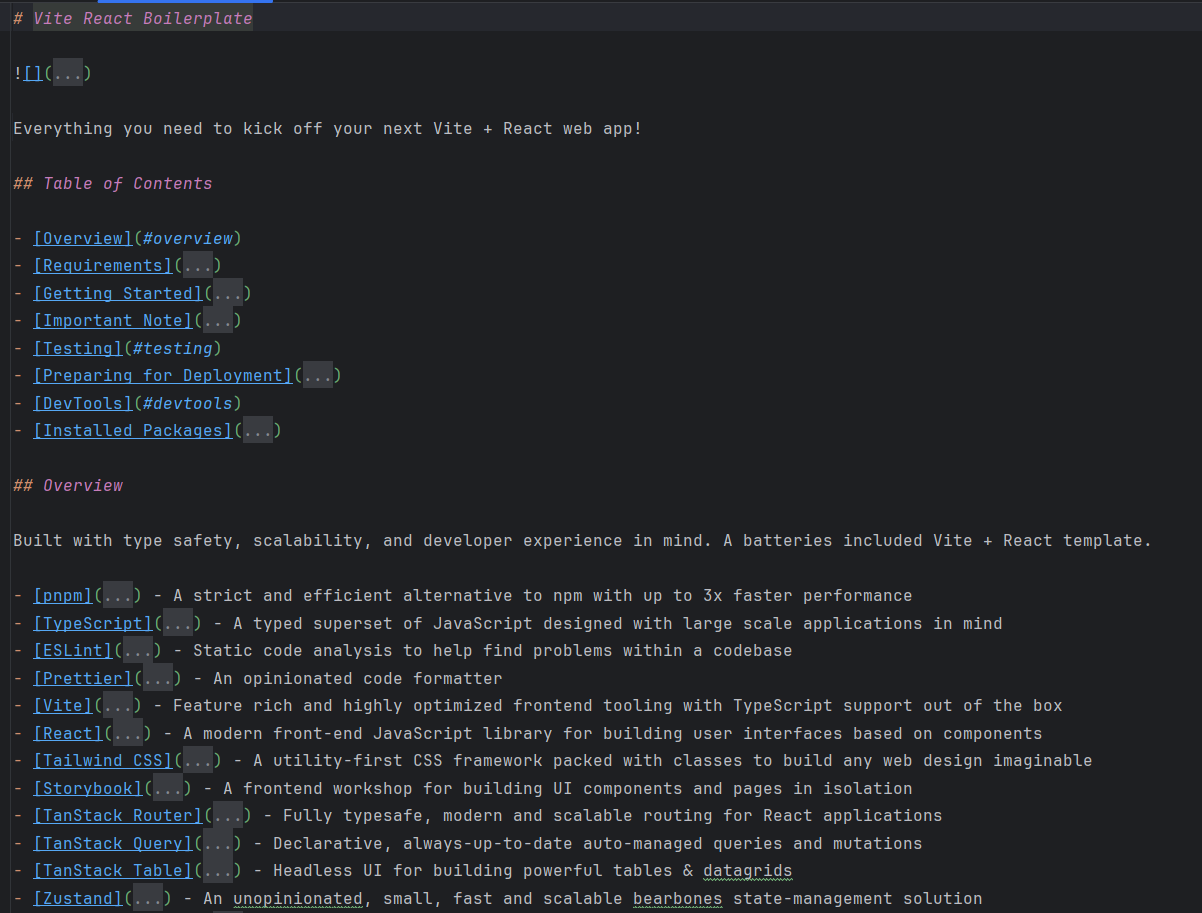 # Vite React Boilerplate
![](...)
Everything you need to kick off your next Vite + React web app!
## Table of Contents
- [Overview](#overview)
- [Requirements](...)
- [Getting Started](...)
- [Important Note](...)
- [Testing](#testing)
- [Preparing for Deployment](...)
- [DevTools](#devtools)
- [Installed Packages](...)
## Overview
Built with type safety, scalability, and developer experience in mind. A batteries included Vite + React template.
- [pnpm](...) - A strict and efficient alternative to npm with up to 3x faster performance
- [TypeScript](...) - A typed superset of JavaScript designed with large scale applications in mind
- [ESLint](...) - Static code analysis to help find problems within a codebase
- [Prettier](...) - An opinionated code formatter
- [Vite](...) - Feature rich and highly optimized frontend tooling with TypeScript support out of the box
- [React](...) - A modern front-end JavaScript library for building user interfaces based on components
- [Tailwind CSS](...) - A utility-first CSS framework packed with classes to build any web design imaginable
- [Storybook](...) - A frontend workshop for building UI components and pages in isolation
- [TanStack Router](...) - Fully typesafe, modern and scalable routing for React applications
- [TanStack Query](...) - Declarative, always-up-to-date auto-managed queries and mutations
- [TanStack Table](...) - Headless UI for building powerful tables & datagrids
- [Zustand](...) - An unopinionated, small, fast and scalable bearbones state-management solution